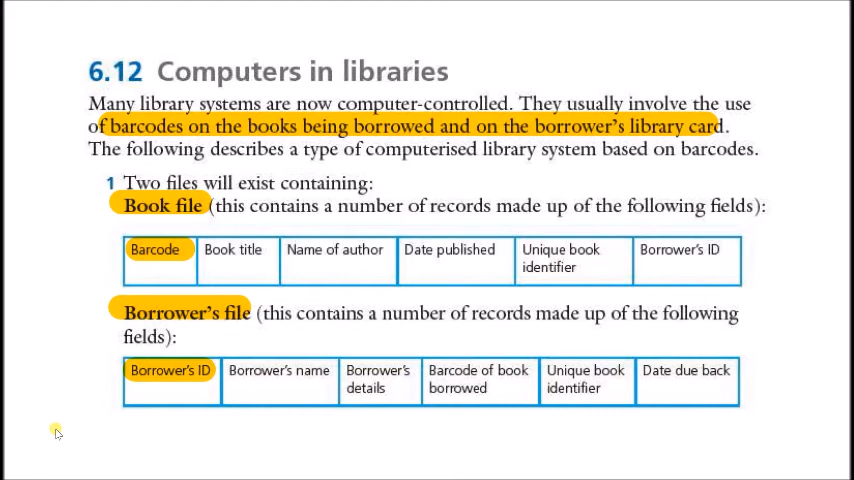 6.12 Computers in libraries
Many library systems are now computer-controlled. They usually involve the use
of barcodes on the books being borrowed and on the borrower's library card.
The following describes a type of computerised library system based on barcodes.
1 Two files will exist containing:
Book file (this contains a number of records made up of the following fields):
Barcode Book title Name of author Date published Unique book Borrower's ID
identifier
Borrower's file (this contains a number of records made up of the following
fields):
Borrower's ID Borrower's name Borrower's Barcode of book Unique book Date due back
details borrowed identifier